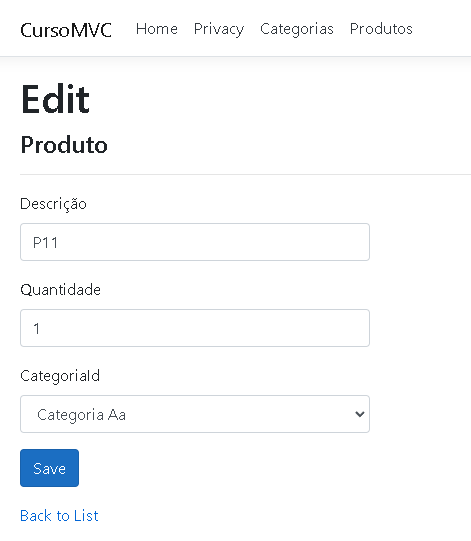 CursoMVC Home Privacy Categorias Produtos
Edit
Produto
Descrição
P11
Quantidade
1
CategoriaId
Categoria Aa
Save
Back to List